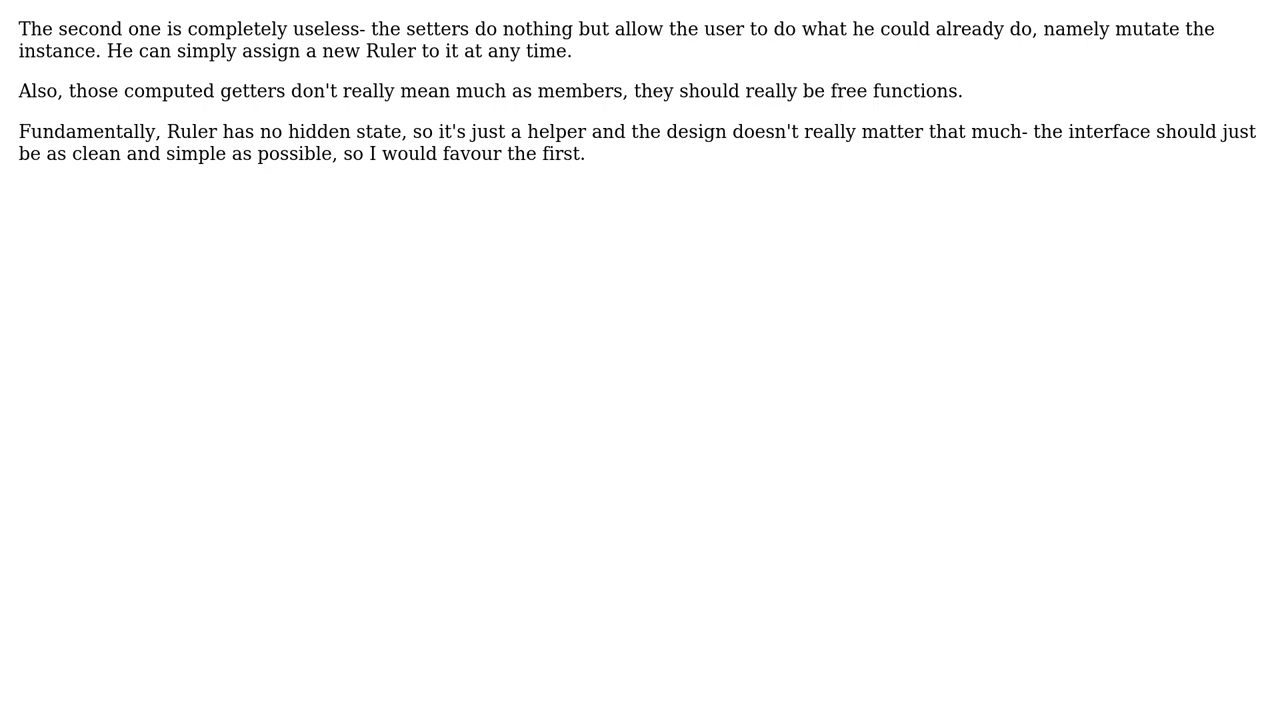 The second one is completely useless- the setters do nothing but allow the user to do what he could already do, namely mutate the
instance. He can simply assign a new Ruler to it at any time.
Also, those computed getters don't really mean much as members, they should really be free functions.
Fundamentally, Ruler has no hidden state, so it's just a helper and the design doesn't really matter that much- the interface should just
be as clean and simple as possible, so I would favour the first.